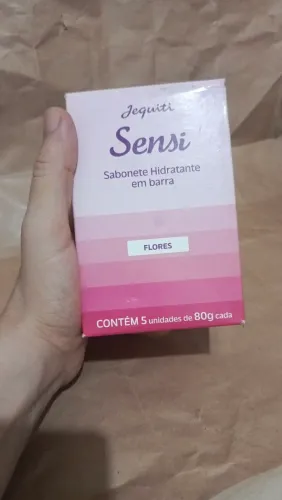 Jequiti
Sensi
Sabonete Hidratante
em barra
FLORES
CONTÉM 5 unidades de 80g cada